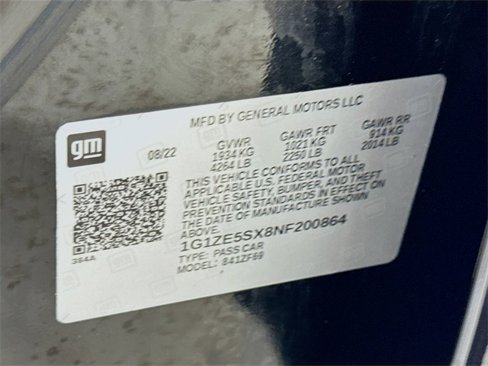 gm
MFD BY GENERAL MOTORS LLC
08/22
GVWR GAWR FRT GAWR RR
1934 KG 1021 KG 914 KG
4264 LB 2250 LB 2014 LB
THIS VEHICLE CONFORMS TO ALL
APPLICABLE U.S. FEDERAL MOTOR
VEHICLE SAFETY, BUMPER, AND THEFT
PREVENTION STANDARDS IN EFFECT ON
THE DATE OF MANUFACTURE SHOWN
ABOVE.
1G1ZE5SX8NF200864
TYPE: PASS CAR
MODEL: 841ZF69
384A